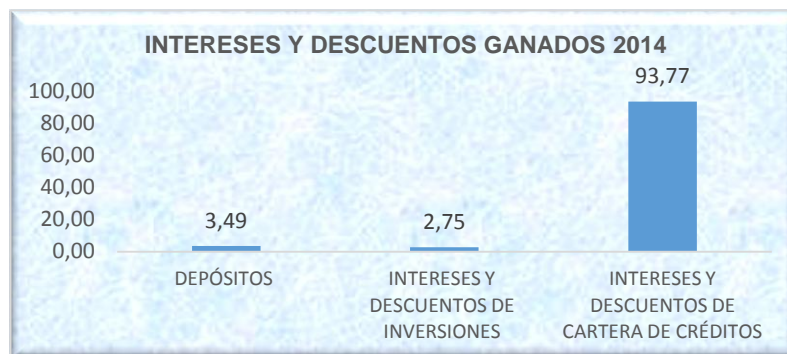 INTERESES Y DESCUENTOS GANADOS 2014
100,00
80,00
60,00
40,00
20,00
0,00
3,49
2,75
93,77
DEPÓSITOS
INTERESES Y
DESCUENTOS DE
INVERSIONES
INTERESES Y
DESCUENTOS DE
CARTERA DE CRÉDITOS